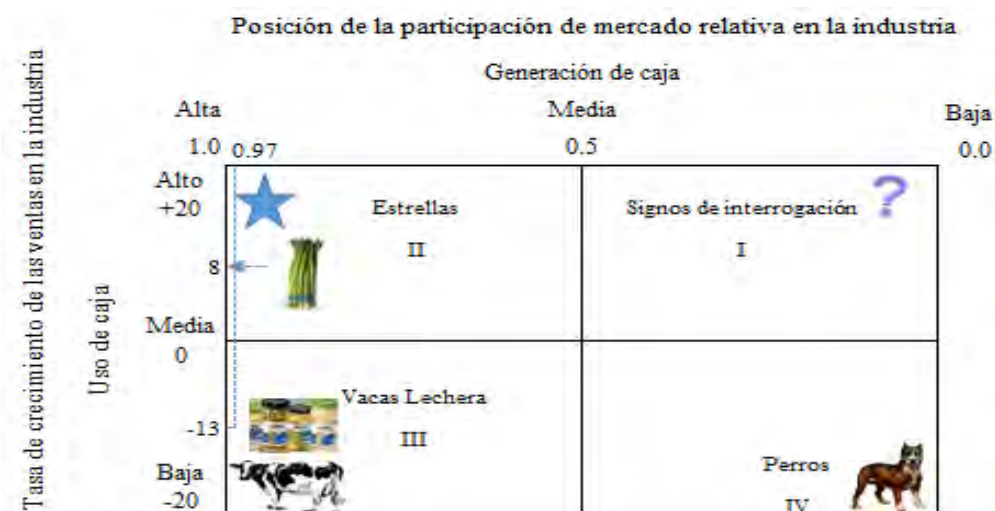 Posición de la participación de mercado relativa en la industria
Generación de caja
Alta Media Baja
1.0 0.97 0.5 0.0
Tasa de crecimiento de las ventas en la industria
Uso de caja
Alto
+20
Estrellas
Signos de interrogación ?
II
I
8
Media
0
Vacas Lechera
-13
III
Baja
Perros
-20
IV